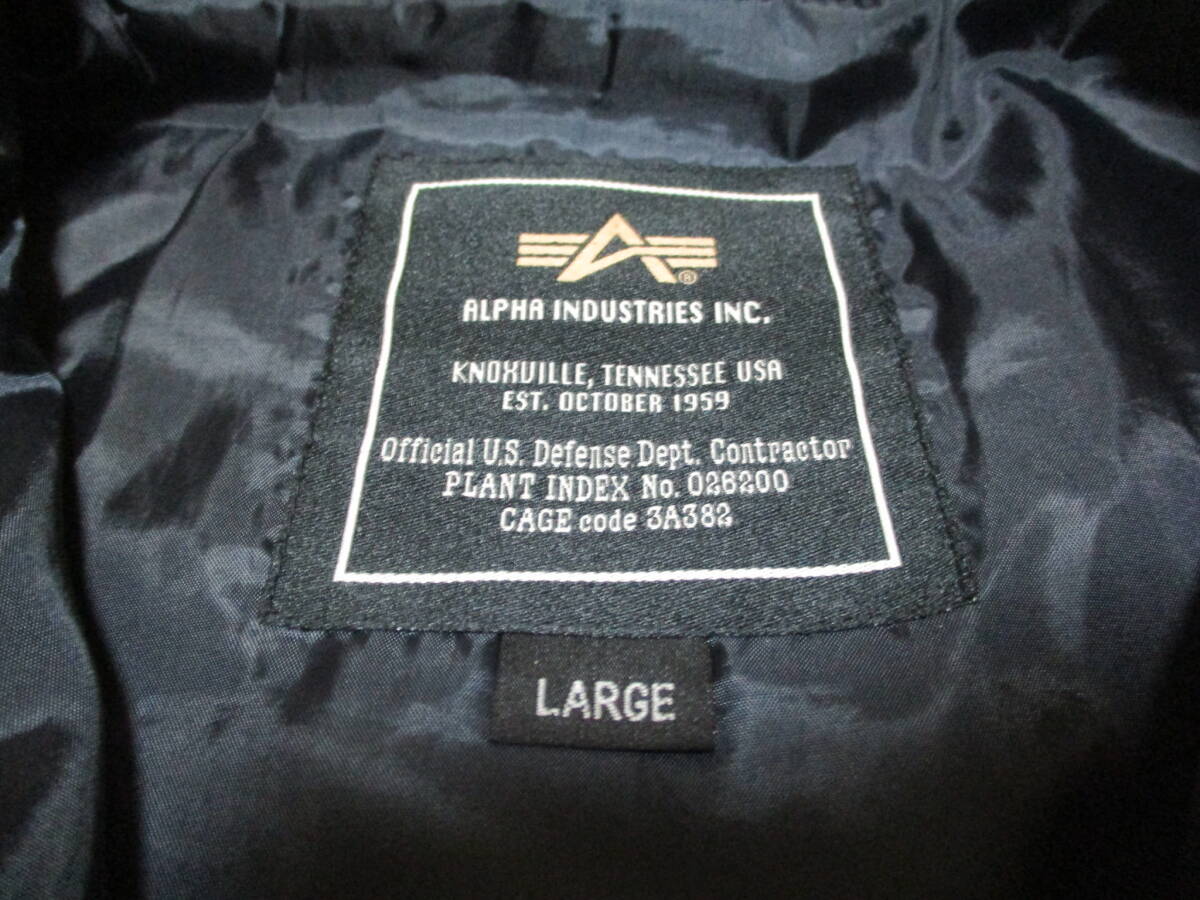 ALPHA INDUSTRIES INC.
KNOXVILLE, TENNESSEE USA
EST. OCTOBER 1959
Official U.S. Defense Dept. Contractor
PLANT INDEX No. 026200
CAGE code 3A382
LARGE